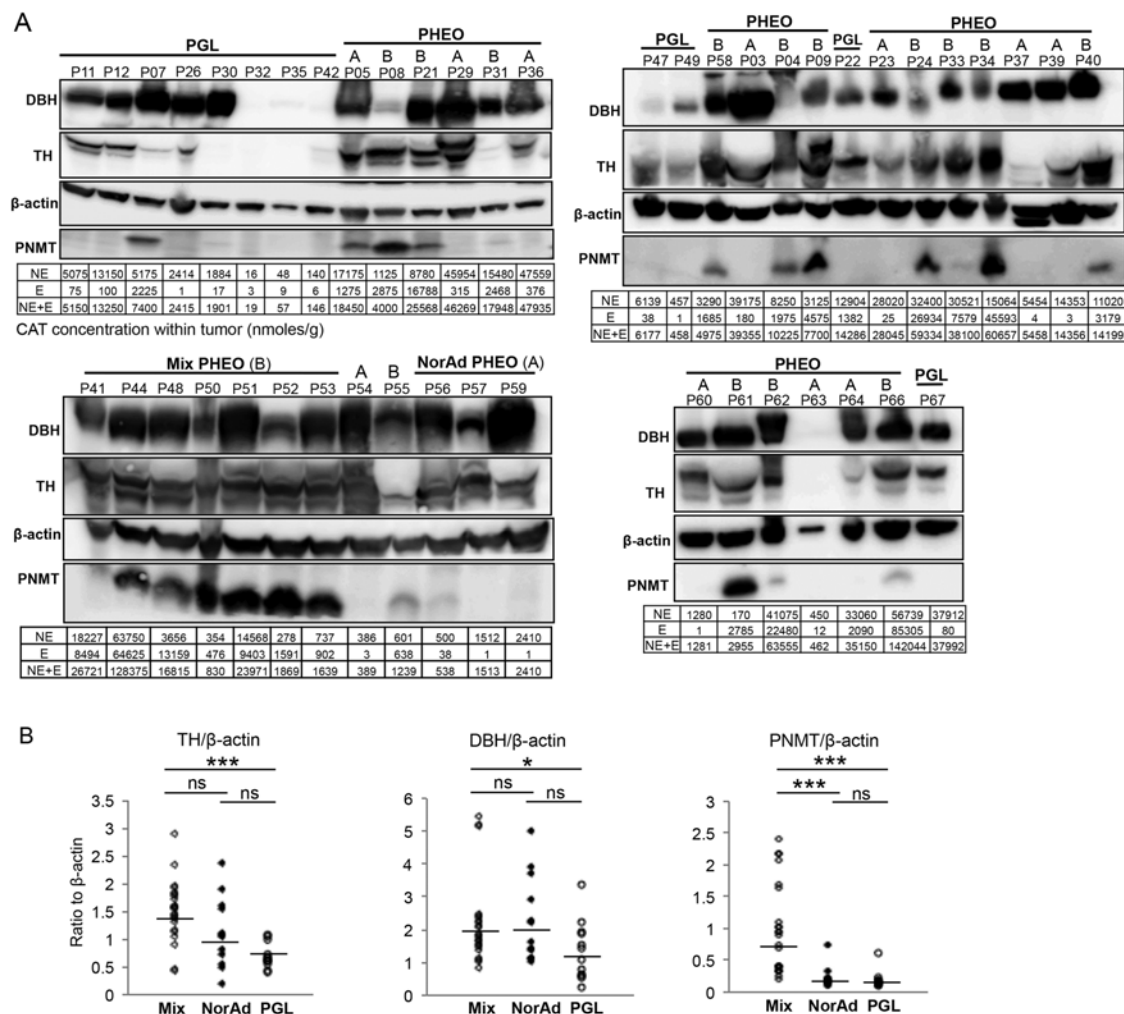 A
PGL PHEO
A B B A B A
P11 P12 P07 P26 P30 P32 P35 P42 P05 P08 P21 P29 P31 P36
DBH
TH
β-actin
PNMT
NE 5075 13150 5175 2414 1884 16 48 140 17175 1125 8780 45954 15480 47559
E 75 100 2225 1 17 3 9 6 1275 2875 16788 315 2468 376
NE+E 5150 13250 7400 2415 1901 19 57 146 18450 4000 25568 46269 17948 47935
CAT concentration within tumor (nmoles/g)
PHEO PHEO
PGL B A B B PGL A B B B A A B
P47 P49 P58 P03 P04 P09 P22 P23 P24 P33 P34 P37 P39 P40
DBH
TH
β-actin
PNMT
NE 6139 457 3290 39175 8250 3125 12904 28020 32400 30521 15064 5454 14353 11020
E 38 1 1685 180 1975 4575 1382 25 26934 7579 45593 4 3 3179
NE+E 6177 458 4975 39355 10225 7700 14286 28045 59334 38100 60657 5458 14356 14199
Mix PHEO (B) A B NorAd PHEO (A)
P41 P44 P48 P50 P51 P52 P53 P54 P55 P56 P57 P59
DBH
TH
β-actin
PNMT
NE 18227 63750 3656 354 14568 278 737 386 601 500 1512 2410
E 8494 64625 13159 476 9403 1591 902 3 638 38 1 1
NE+E 26721 128375 16815 830 23971 1869 1639 389 1239 538 1513 2410
PHEO
A B B A A B PGL
P60 P61 P62 P63 P64 P66 P67
DBH
TH
β-actin
PNMT
NE 1280 170 41075 450 33060 56739 37912
E 1 2785 22480 12 2090 85305 80
NE+E 1281 2955 63555 462 35150 142044 37992
B
TH/β-actin
***
ns ns
3.5
3
2.5
2
1.5
1
0.5
0
Ratio to β-actin
Mix NorAd PGL
DBH/β-actin
*
ns ns
6
5
4
3
2
1
0
Mix NorAd PGL
PNMT/β-actin
***
*** ns
3
2.5
2
1.5
1
0.5
0
Mix NorAd PGL